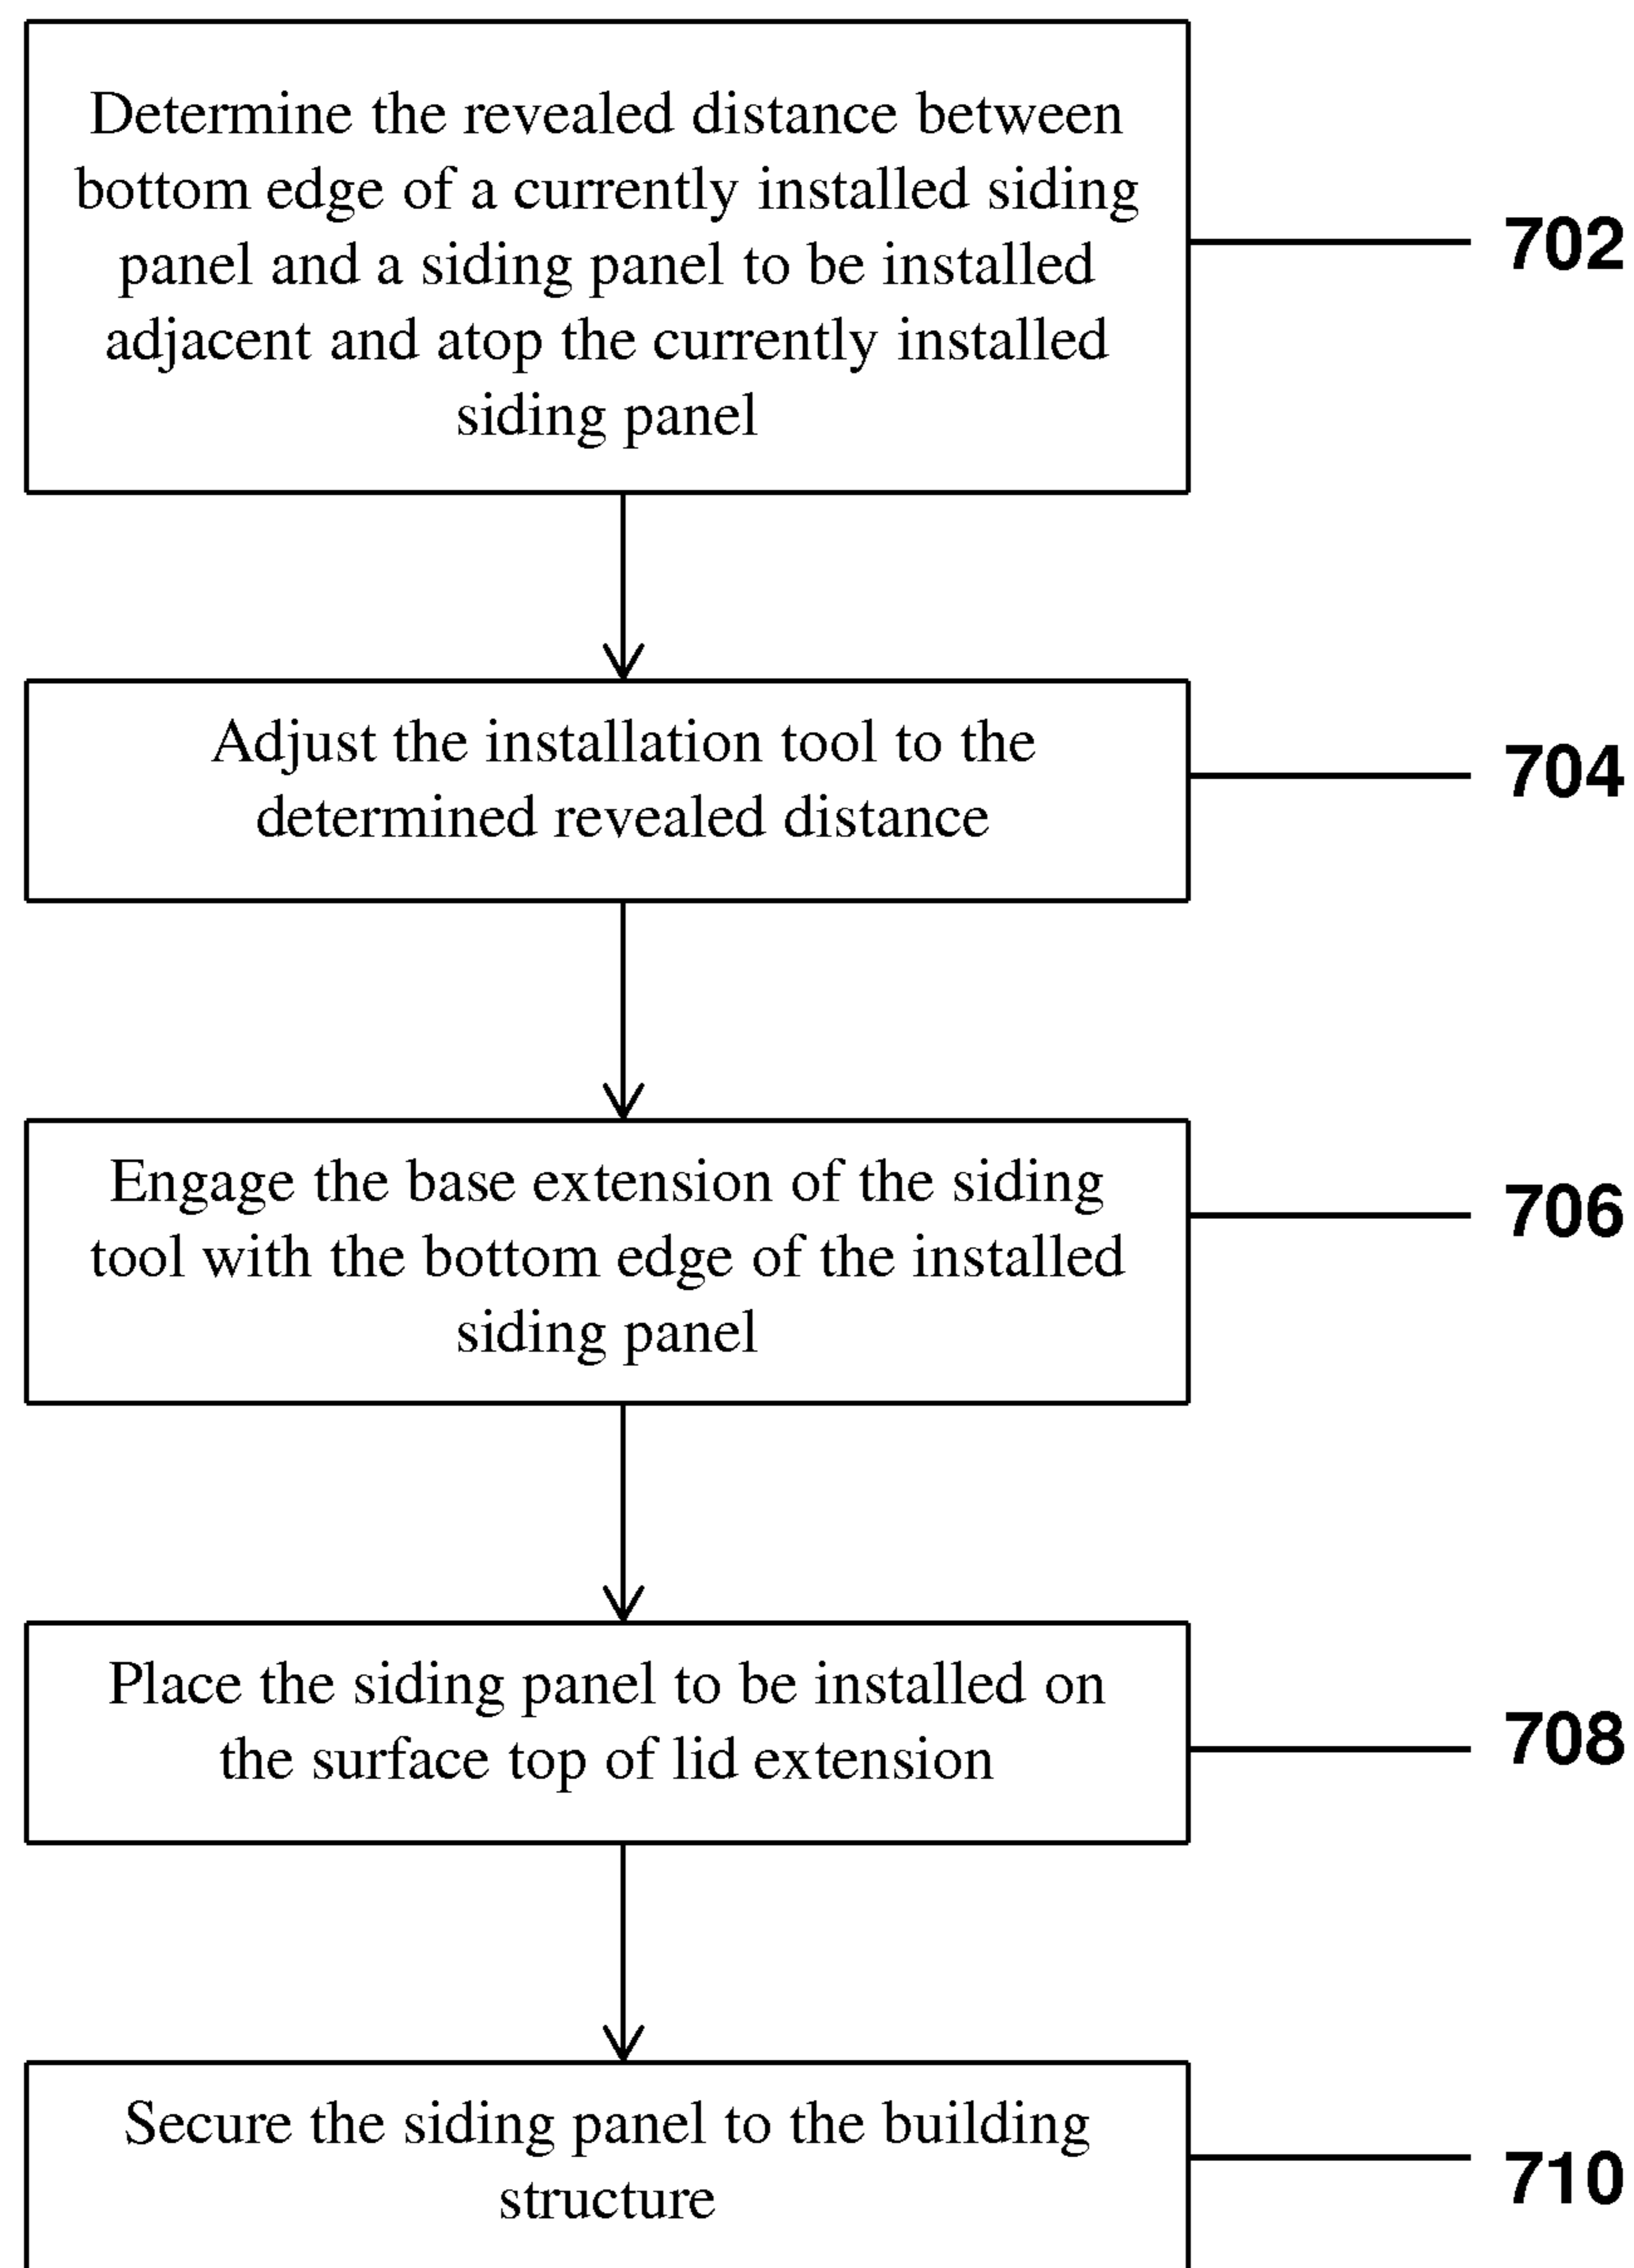 Determine the revealed distance between
bottom edge of a currently installed siding
panel and a siding panel to be installed
adjacent and atop the currently installed
siding panel
702
Adjust the installation tool to the
determined revealed distance
704
Engage the base extension of the siding
tool with the bottom edge of the installed
siding panel
706
Place the siding panel to be installed on
the surface top of lid extension
708
Secure the siding panel to the building
structure
710